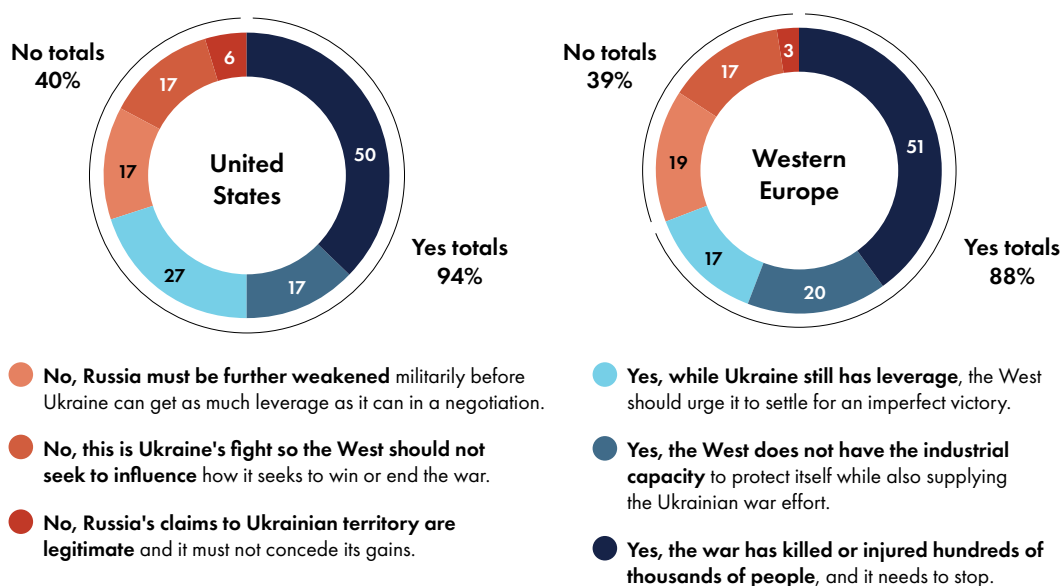 No totals
40%
6
17
17
27
17
50
United
States
Yes totals
94%
No totals
39%
3
17
19
17
20
51
Western
Europe
Yes totals
88%
No, Russia must be further weakened militarily before
Ukraine can get as much leverage as it can in a negotiation.
No, this is Ukraine's fight so the West should not
seek to influence how it seeks to win or end the war.
No, Russia's claims to Ukrainian territory are
legitimate and it must not concede its gains.
Yes, while Ukraine still has leverage, the West
should urge it to settle for an imperfect victory.
Yes, the West does not have the industrial
capacity to protect itself while also supplying
the Ukrainian war effort.
Yes, the war has killed or injured hundreds of
thousands of people, and it needs to stop.